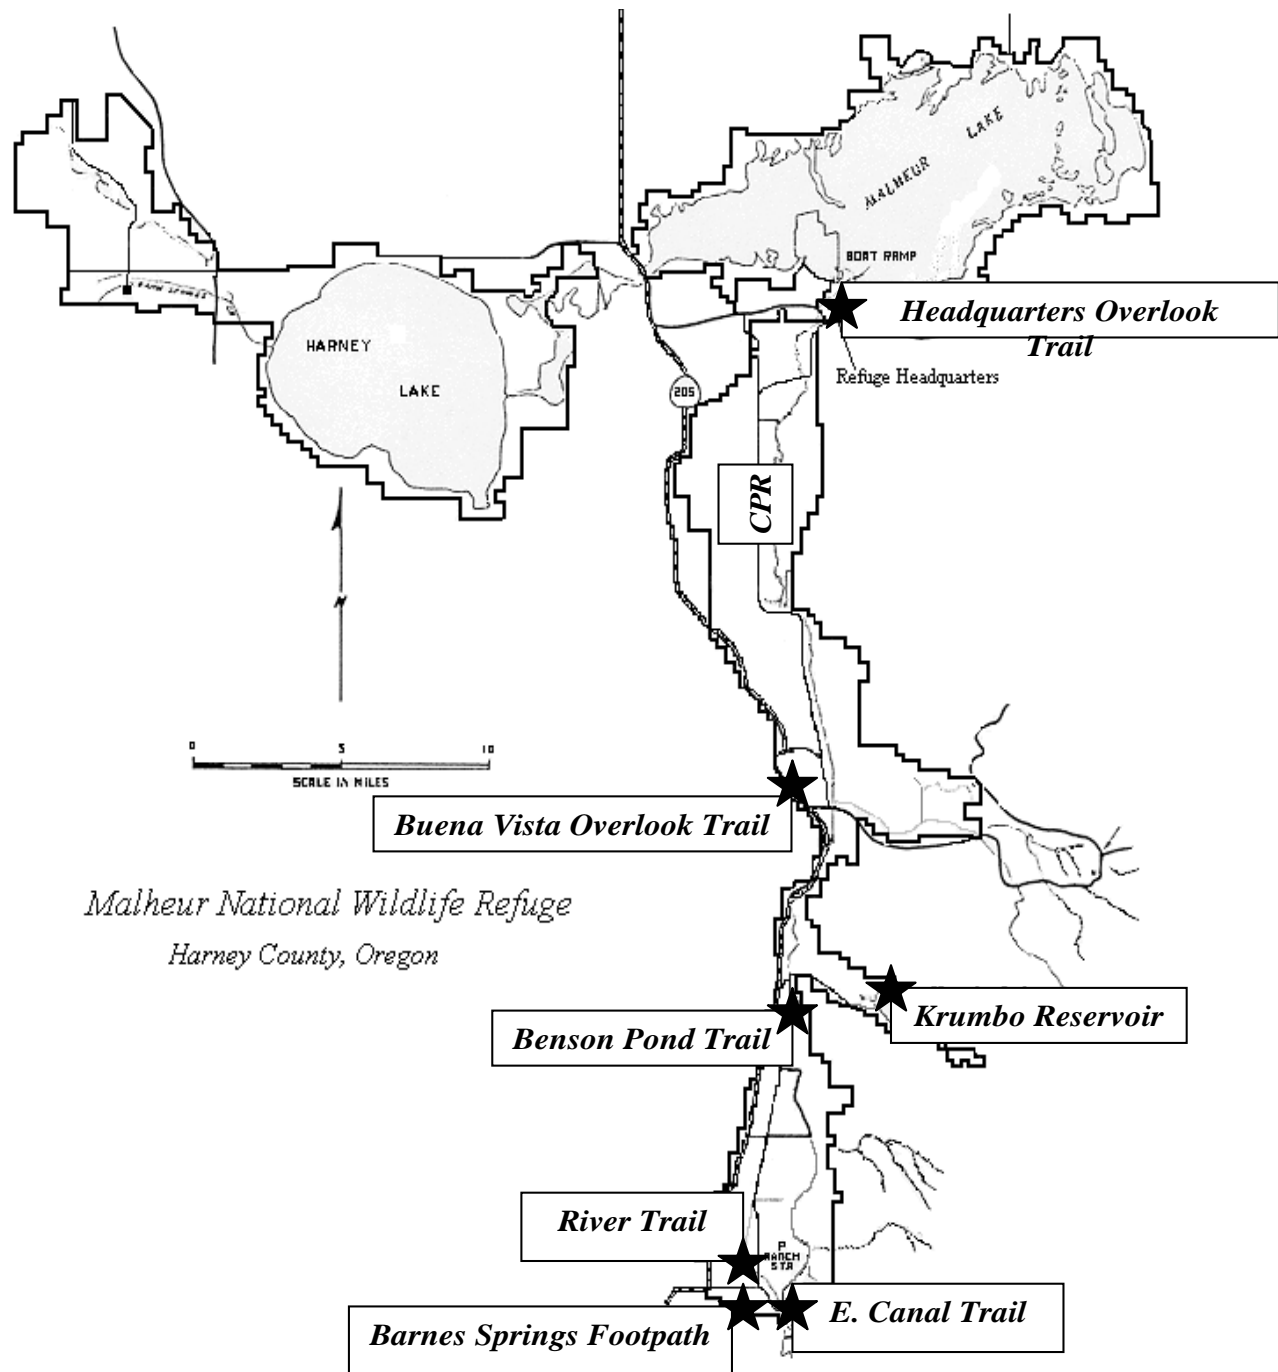 MALHEUR LAKE
BOAT RAMP
Headquarters Overlook
Trail
Refuge Headquarters
HARNEY
LAKE
205
CPR
N
0 5 10
SCALE IN MILES
Buena Vista Overlook Trail
Malheur National Wildlife Refuge
Harney County, Oregon
Krumbo Reservoir
Benson Pond Trail
River Trail
P
RANCH
STA
E. Canal Trail
Barnes Springs Footpath